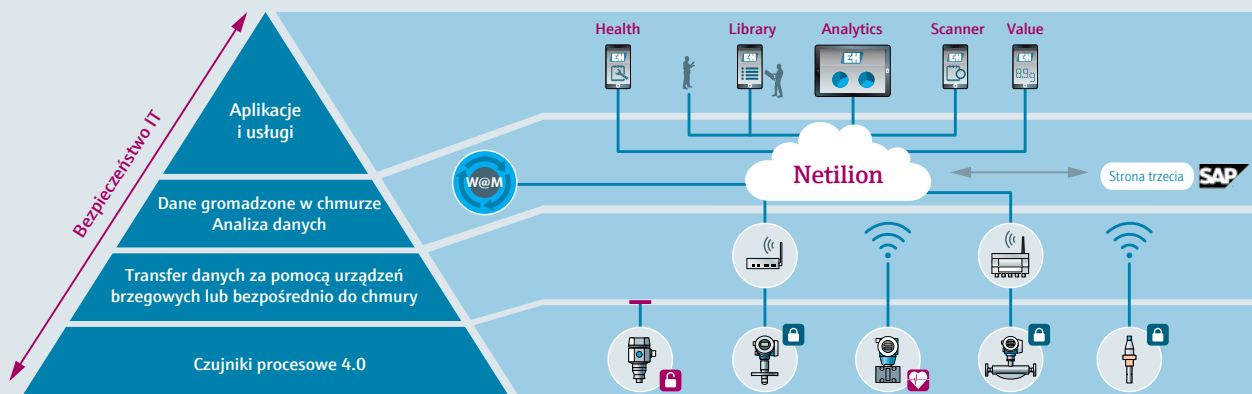 Health
Library
Analytics
Scanner
Value
Bezpieczeństwo IT
Aplikacje
i usługi
Netilion
W@M
Strona trzecia
SAP
Dane gromadzone w chmurze
Analiza danych
Transfer danych za pomocą urządzeń
brzegowych lub bezpośrednio do chmury
Czujniki procesowe 4.0